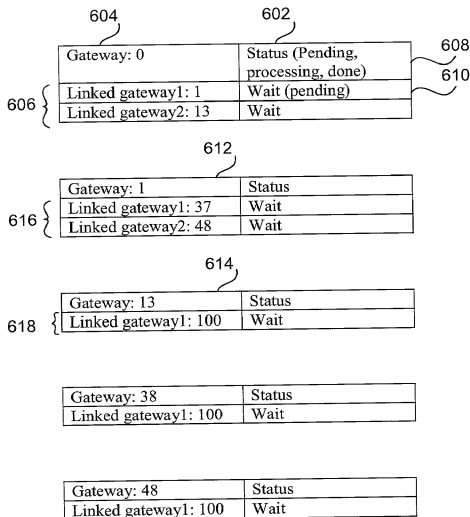 604 602
Gateway: 0 Status (Pending,
processing, done) 608
610
606 Linked gateway1: 1 Wait (pending)
Linked gateway2: 13 Wait
612
Gateway: 1 Status
616 Linked gateway1: 37 Wait
Linked gateway2: 48 Wait
614
Gateway: 13 Status
618 Linked gateway1: 100 Wait
Gateway: 38 Status
Linked gateway1: 100 Wait
Gateway: 48 Status
Linked gateway1: 100 Wait